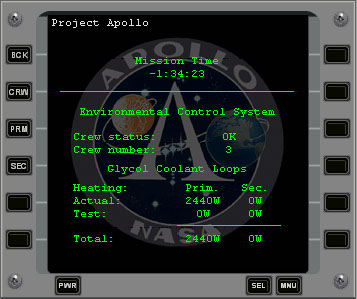 Project Apollo
APOLLO
Mission Time
-1:34:23
BCK
CRW
PRM
SEC
Environmental Control System
Crew status: OK
Crew number: 3
Glycol Coolant Loops
Heating: Prim. Sec.
Actual: 2440W 0W
Test: 0W 0W
Total: 2440W 0W
NASA
PWR SEL MNU